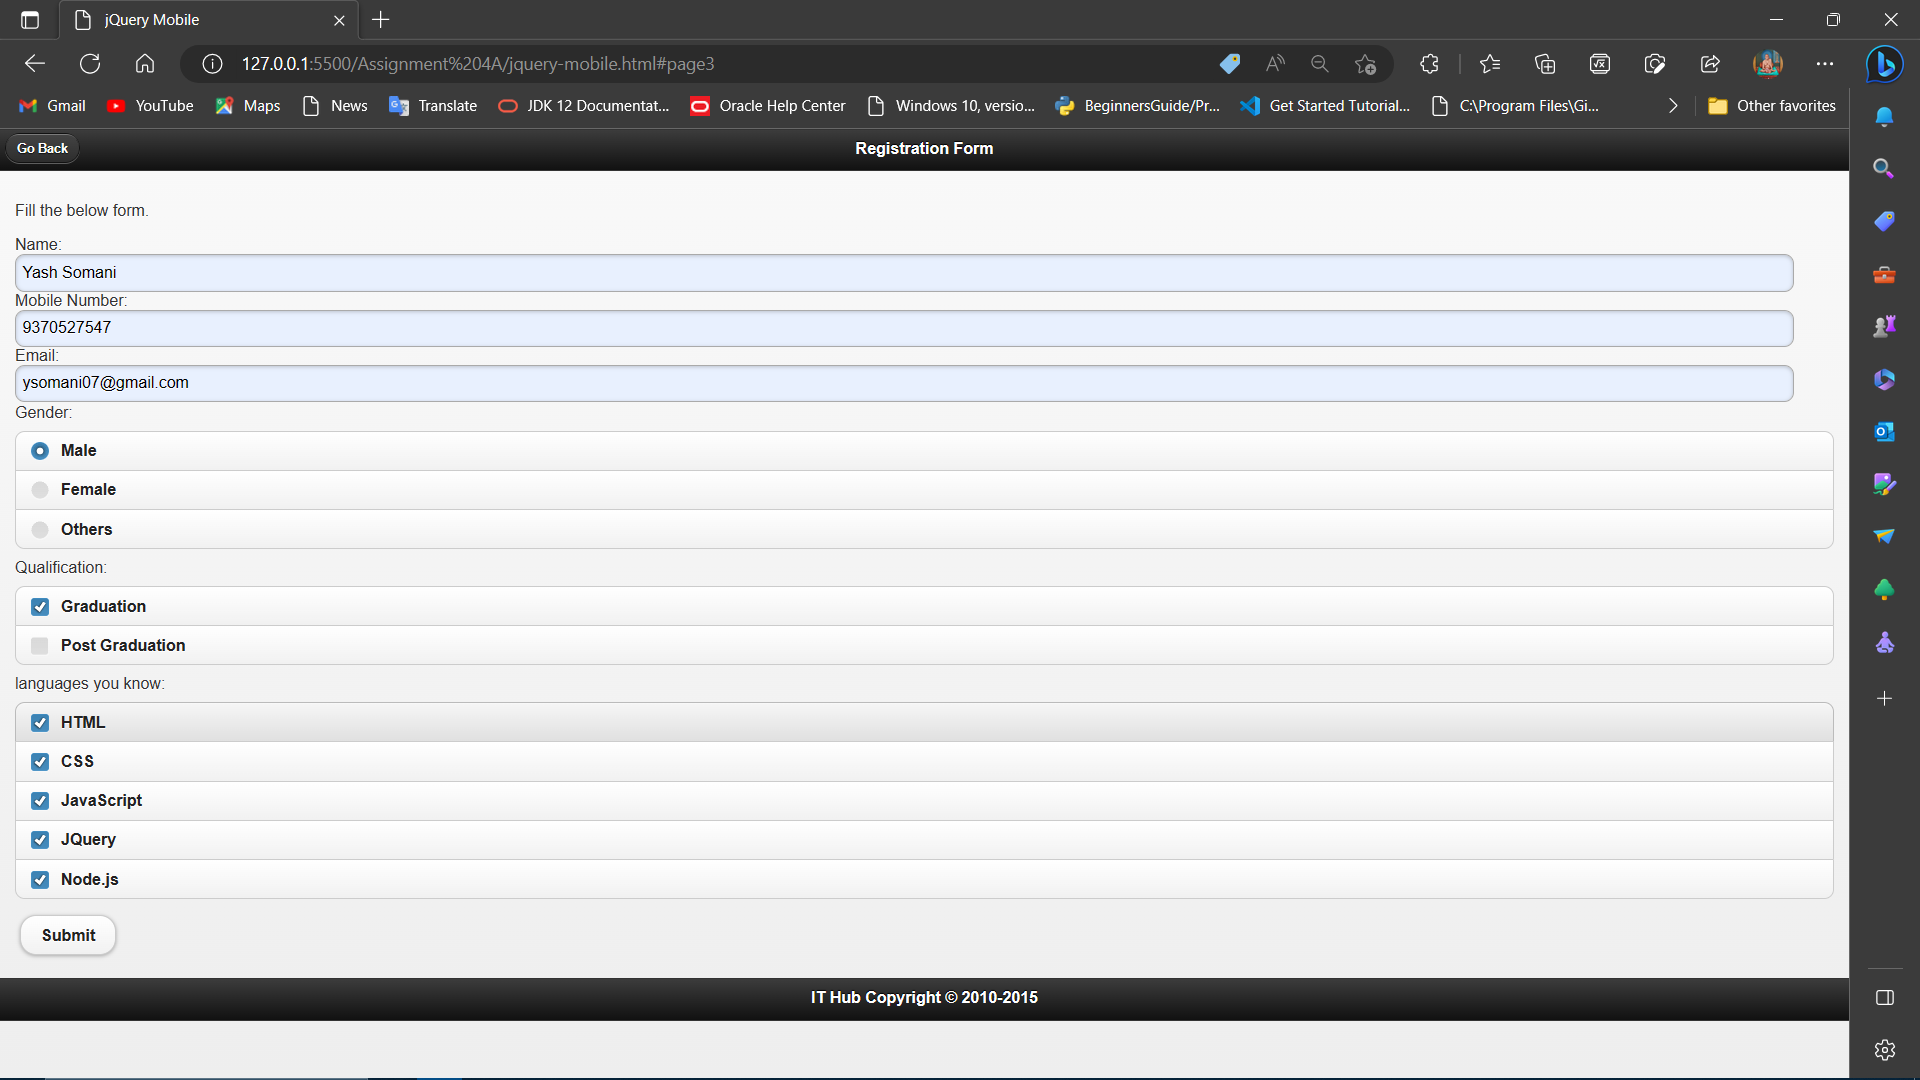 jQuery Mobile
127.0.0.1:5500/Assignment%204A/jquery-mobile.html#page3
Gmail YouTube Maps News Translate JDK 12 Documentat... Oracle Help Center Windows 10, versio... BeginnersGuide/Pr... Get Started Tutorial... C:\Program Files\Gi... Other favorites
Go Back Registration Form
Fill the below form.
Name:
Yash Somani
Mobile Number:
9370527547
Email:
ysomani07@gmail.com
Gender:
Male
Female
Others
Qualification:
Graduation
Post Graduation
languages you know:
HTML
CSS
JavaScript
JQuery
Node.js
Submit
IT Hub Copyright © 2010-2015